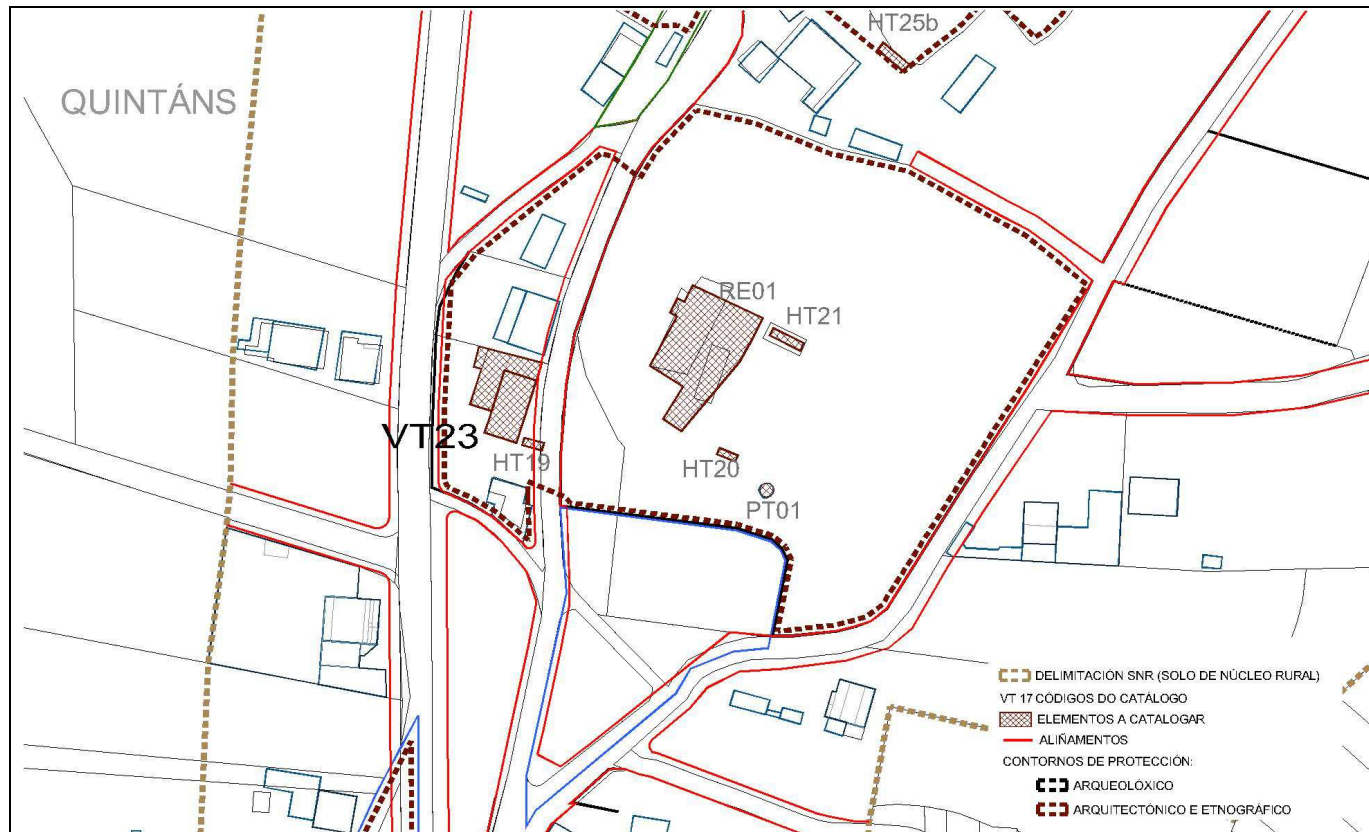 HT25b
QUINTÁNS
RE01
HT21
VT23
HT19
HT20
PT01
DELIMITACIÓN SNR (SOLO DE NÚCLEO RURAL)
VT 17 CÓDIGOS DO CATÁLOGO
ELEMENTOS A CATALOGAR
ALIÑAMENTOS
CONTORNOS DE PROTECCIÓN:
ARQUEOLÓXICO
ARQUITECTÓNICO E ETNOGRÁFICO